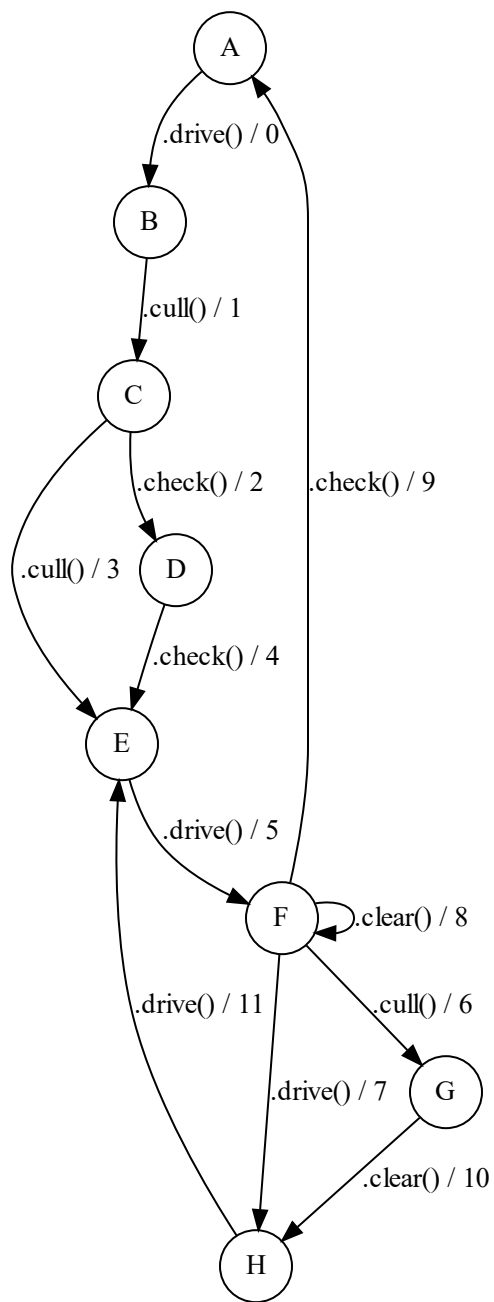 A
.drive() / 0
B
.cull() / 1
C
.check() / 2
.check() / 9
D
.cull() / 3
.check() / 4
E
.drive() / 5
F
.clear() / 8
.drive() / 11
.cull() / 6
.drive() / 7
G
.clear() / 10
H